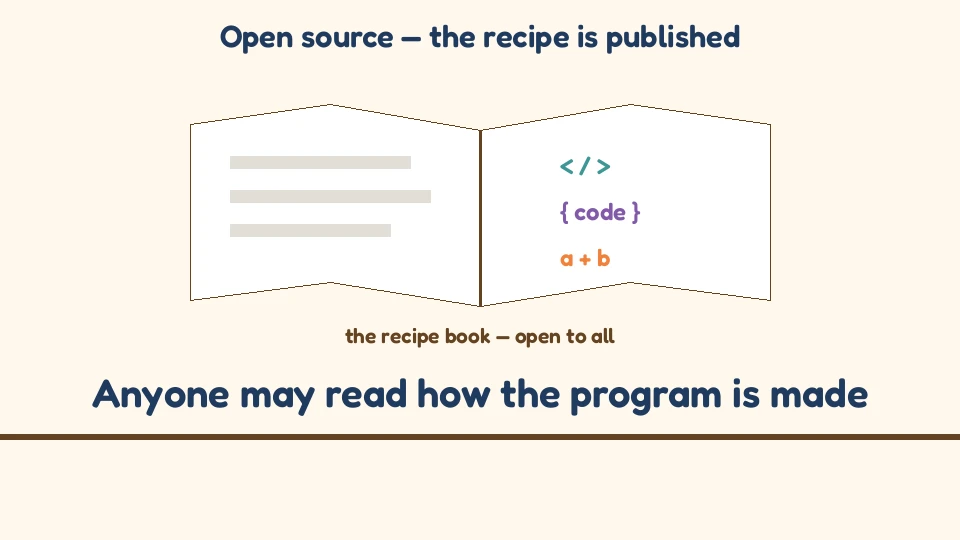 Open source — the recipe is published
</>
{ code }
a + b
the recipe book — open to all
Anyone may read how the program is made